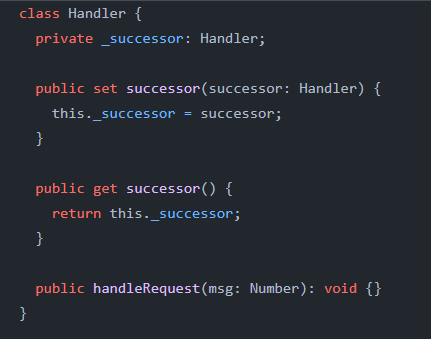 class Handler {
  private _successor: Handler;

  public set successor(successor: Handler) {
    this._successor = successor;
  }

  public get successor() {
    return this._successor;
  }

  public handleRequest(msg: Number): void {}
}